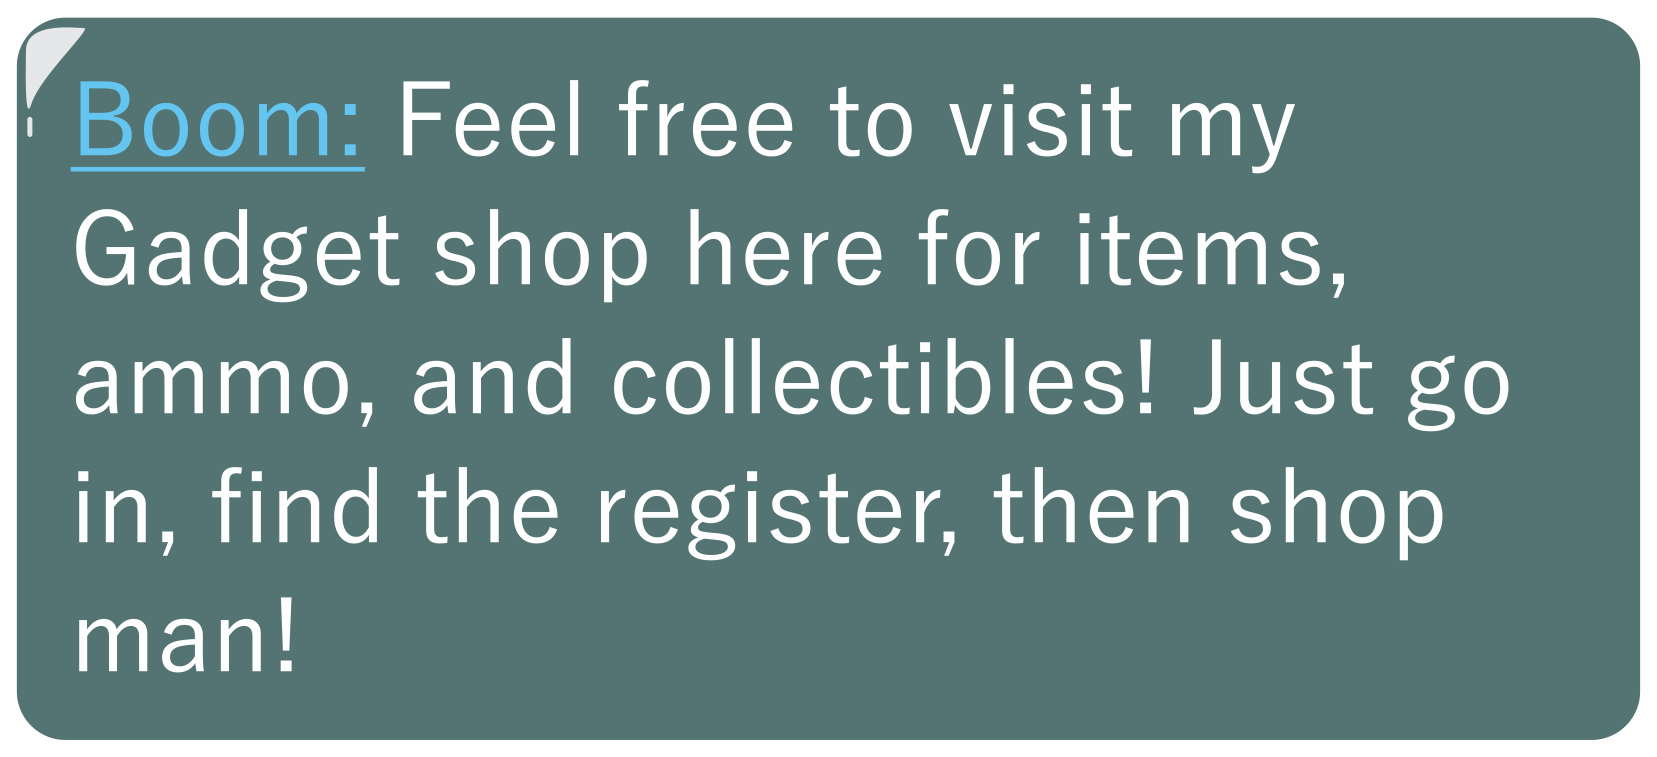 Boom: Feel free to visit my
Gadget shop here for items,
ammo, and collectibles! Just go
in, find the register, then shop
man!